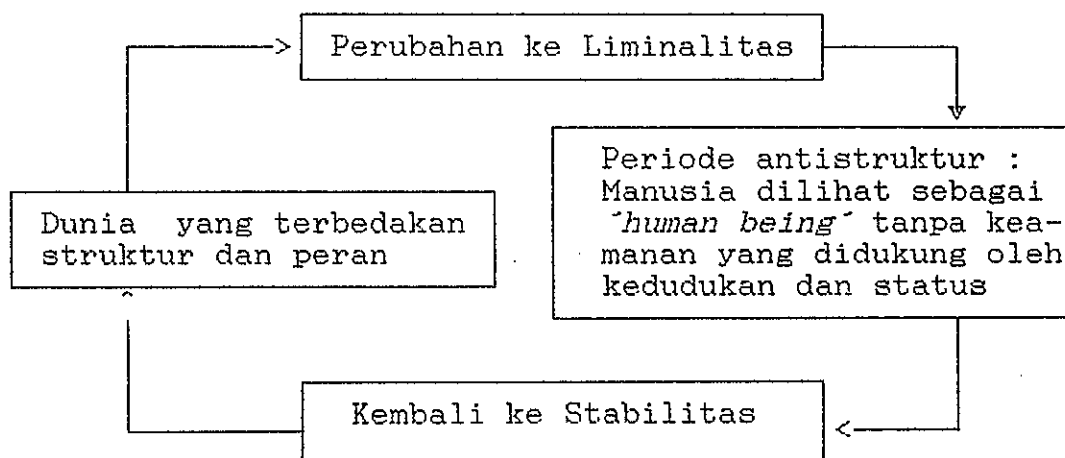 Perubahan ke Liminalitas
Periode antistruktur :
Manusia dilihat sebagai
´human being´ tanpa kea-
manan yang didukung oleh
kedudukan dan status
Dunia yang terbedakan
struktur dan peran
Kembali ke Stabilitas